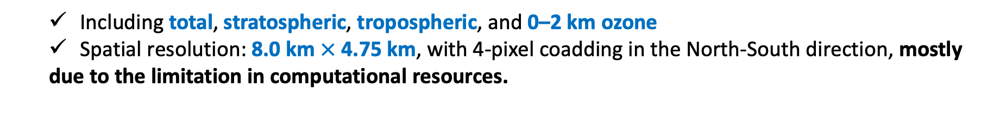 ✓ Including total, stratospheric, tropospheric, and 0–2 km ozone
✓ Spatial resolution: 8.0 km × 4.75 km, with 4-pixel coadding in the North-South direction, mostly
due to the limitation in computational resources.